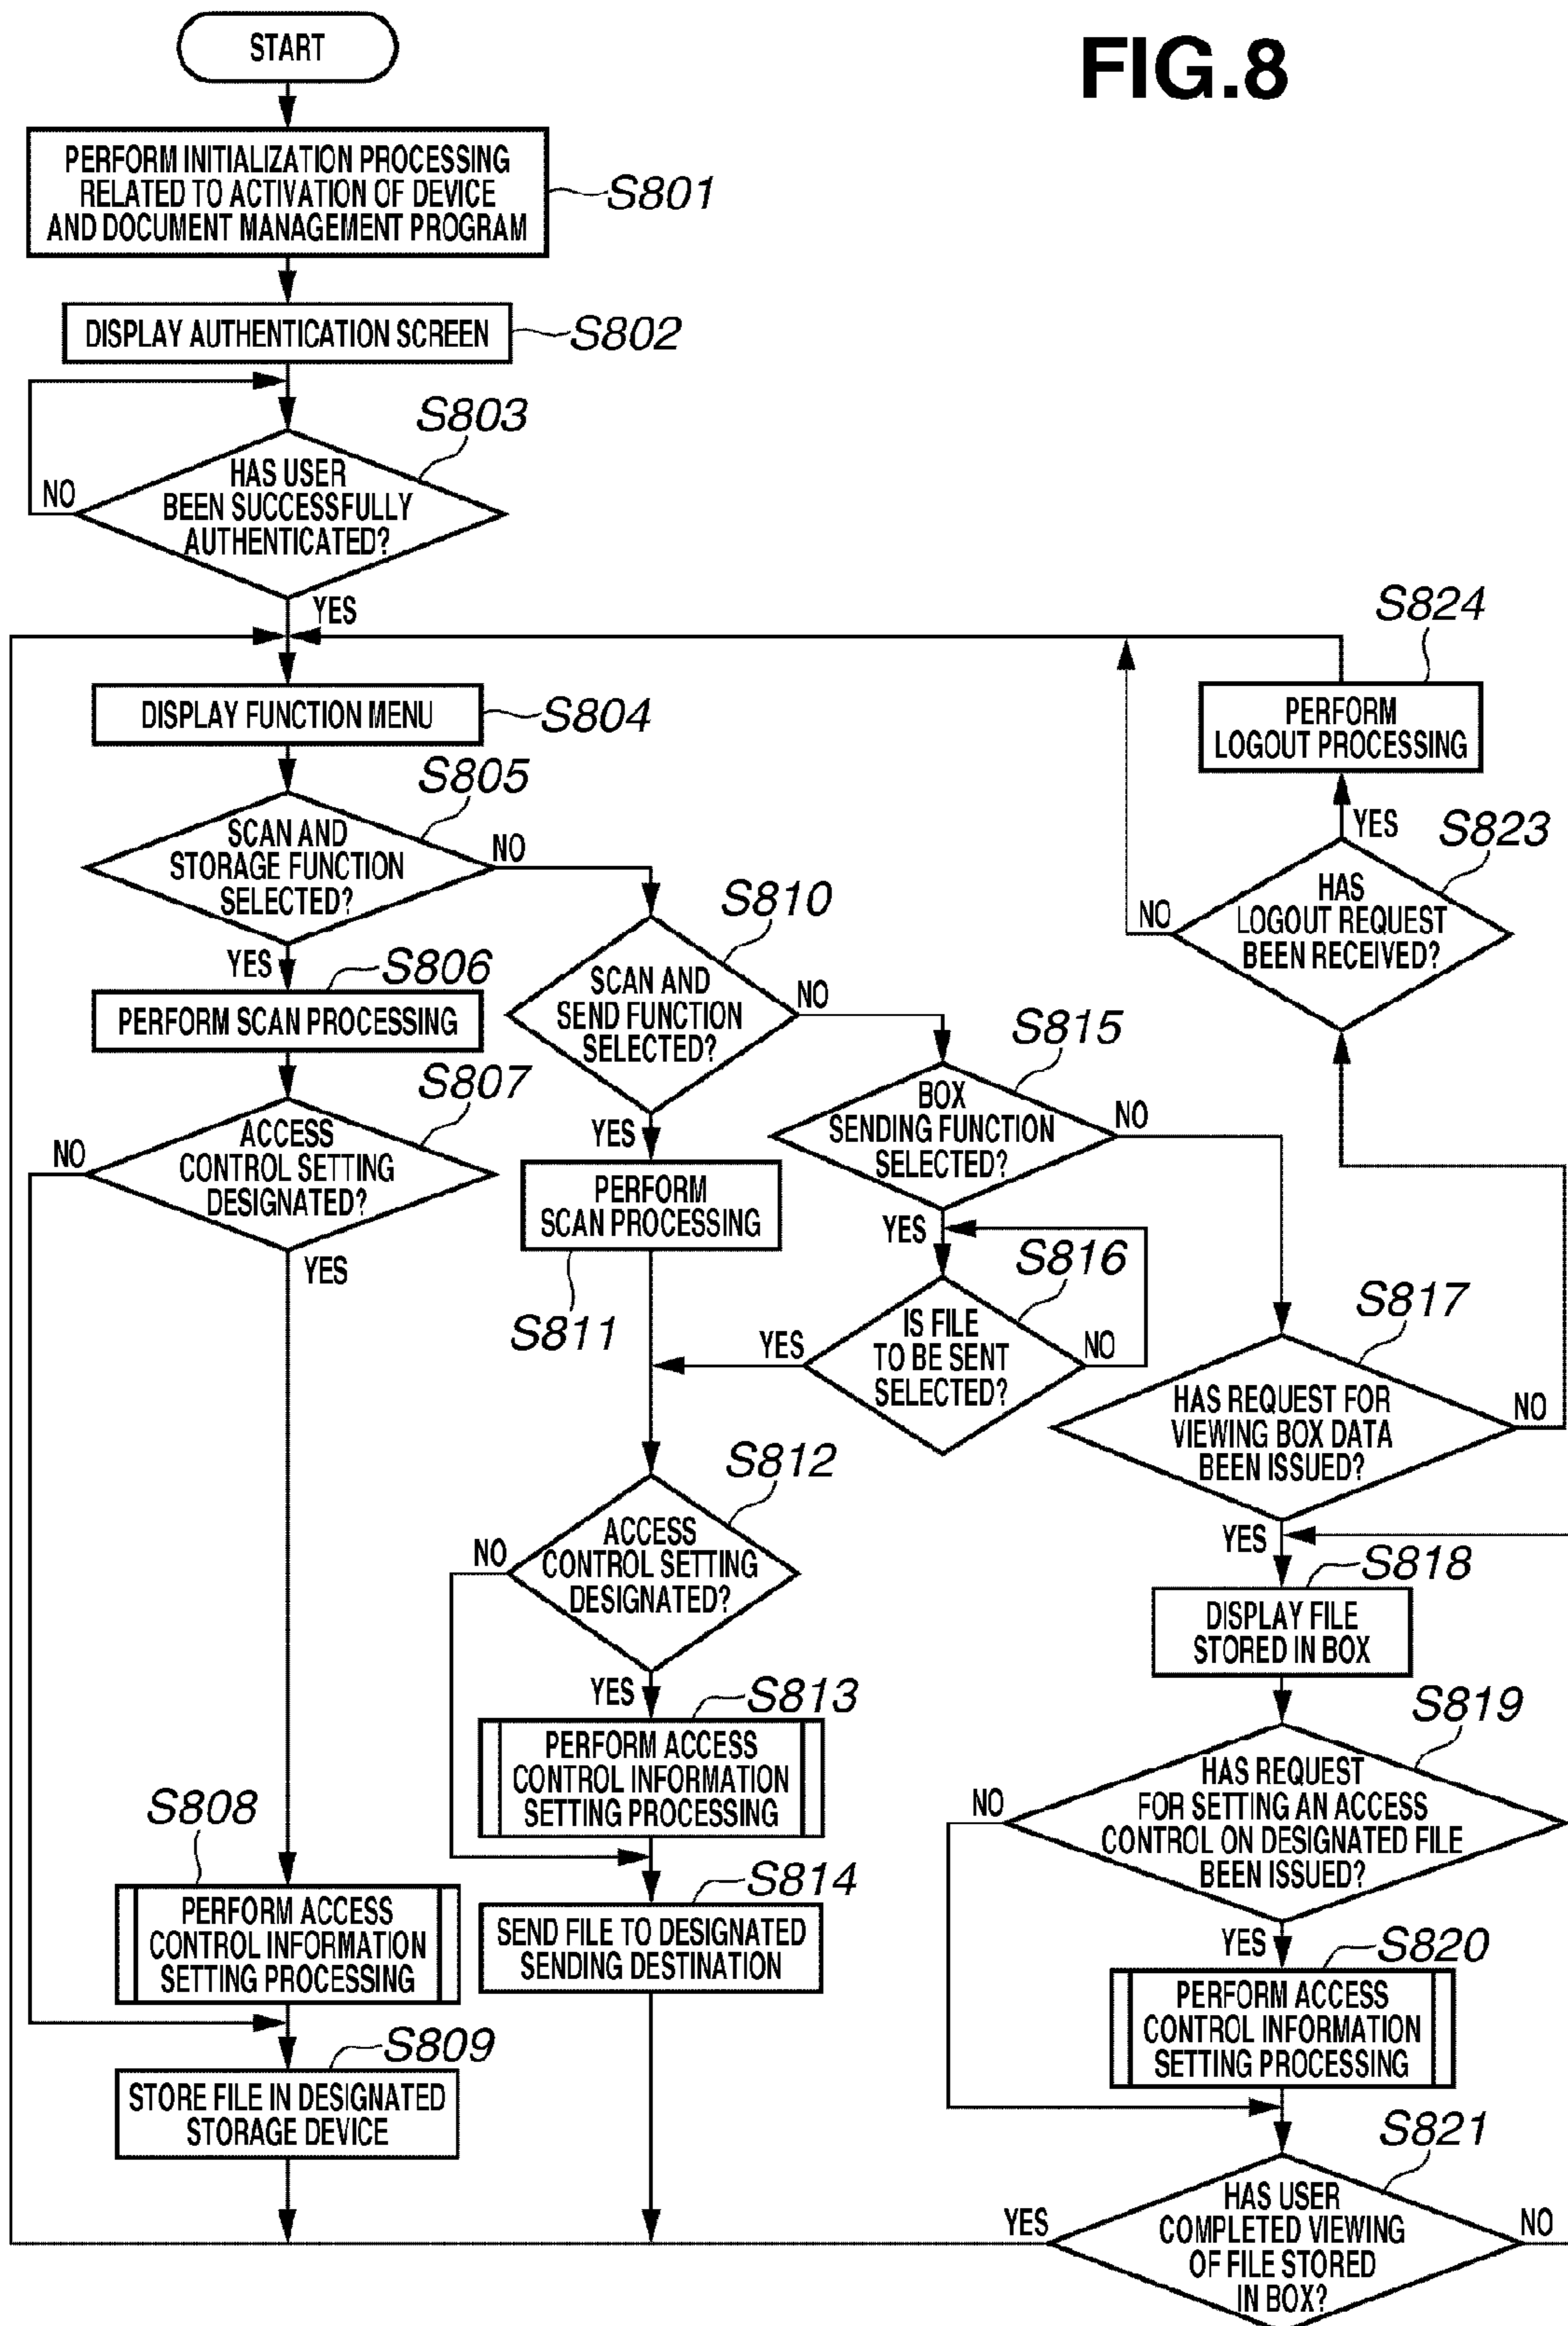 FIG.8
START
PERFORM INITIALIZATION PROCESSING
RELATED TO ACTIVATION OF DEVICE
AND DOCUMENT MANAGEMENT PROGRAM
S801
DISPLAY AUTHENTICATION SCREEN
S802
S803
HAS USER
BEEN SUCCESSFULLY
AUTHENTICATED?
NO
YES
DISPLAY FUNCTION MENU
S804
S805
SCAN AND
STORAGE FUNCTION
SELECTED?
NO
YES
S806
PERFORM SCAN PROCESSING
S807
ACCESS
CONTROL SETTING
DESIGNATED?
NO
YES
S808
PERFORM ACCESS
CONTROL INFORMATION
SETTING PROCESSING
S809
STORE FILE IN DESIGNATED
STORAGE DEVICE
S810
SCAN AND
SEND FUNCTION
SELECTED?
NO
YES
PERFORM
SCAN PROCESSING
S811
S812
ACCESS
CONTROL SETTING
DESIGNATED?
NO
YES
S813
PERFORM ACCESS
CONTROL INFORMATION
SETTING PROCESSING
S814
SEND FILE TO DESIGNATED
SENDING DESTINATION
S815
BOX
SENDING FUNCTION
SELECTED?
NO
YES
S816
IS FILE
TO BE SENT
SELECTED?
YES
NO
S817
HAS REQUEST FOR
VIEWING BOX DATA
BEEN ISSUED?
NO
YES
S818
DISPLAY FILE
STORED IN BOX
S819
HAS REQUEST
FOR SETTING AN ACCESS
CONTROL ON DESIGNATED FILE
BEEN ISSUED?
NO
YES
S820
PERFORM ACCESS
CONTROL INFORMATION
SETTING PROCESSING
S821
HAS USER
COMPLETED VIEWING
OF FILE STORED
IN BOX?
YES
NO
S823
HAS
LOGOUT REQUEST
BEEN RECEIVED?
NO
YES
S824
PERFORM
LOGOUT PROCESSING